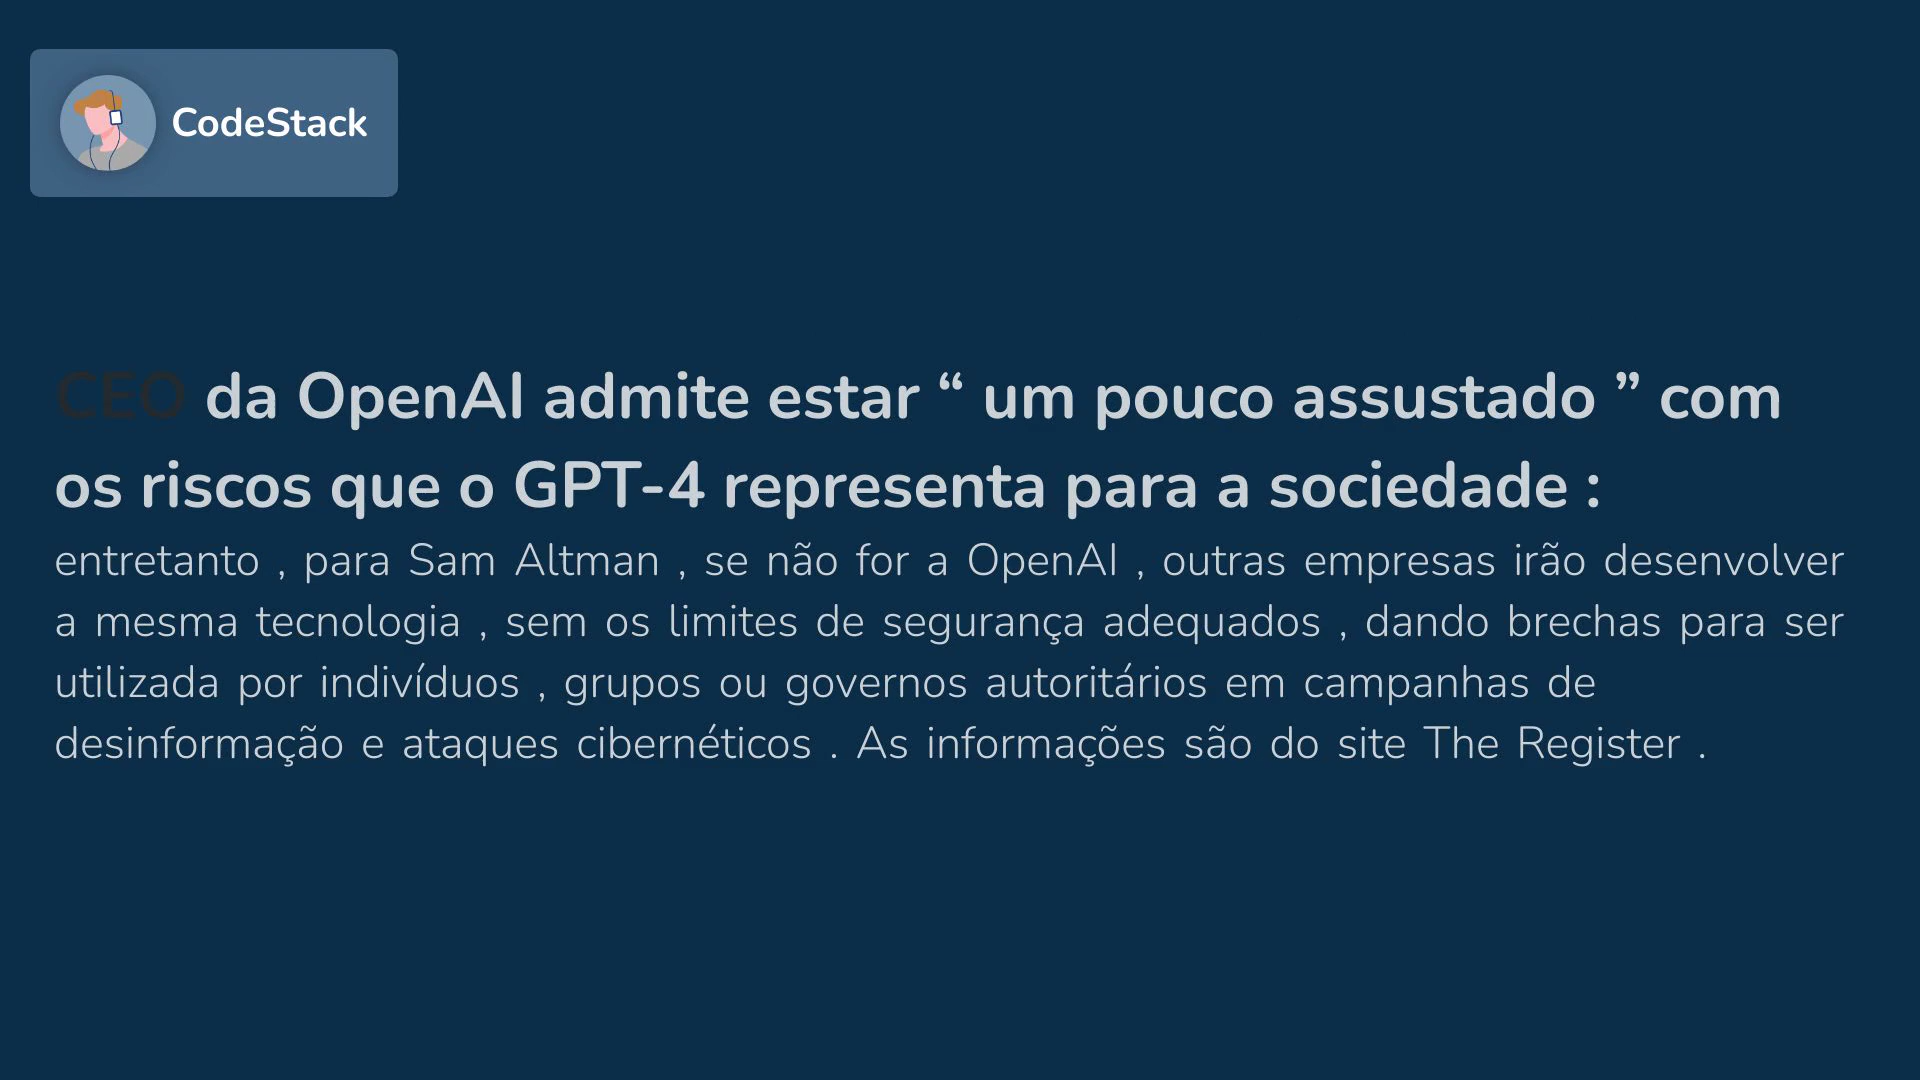 CodeStack
CEO da OpenAI admite estar “ um pouco assustado ” com
os riscos que o GPT-4 representa para a sociedade :
entretanto , para Sam Altman , se não for a OpenAI , outras empresas irão desenvolver
a mesma tecnologia , sem os limites de segurança adequados , dando brechas para ser
utilizada por indivíduos , grupos ou governos autoritários em campanhas de
desinformação e ataques cibernéticos . As informações são do site The Register .